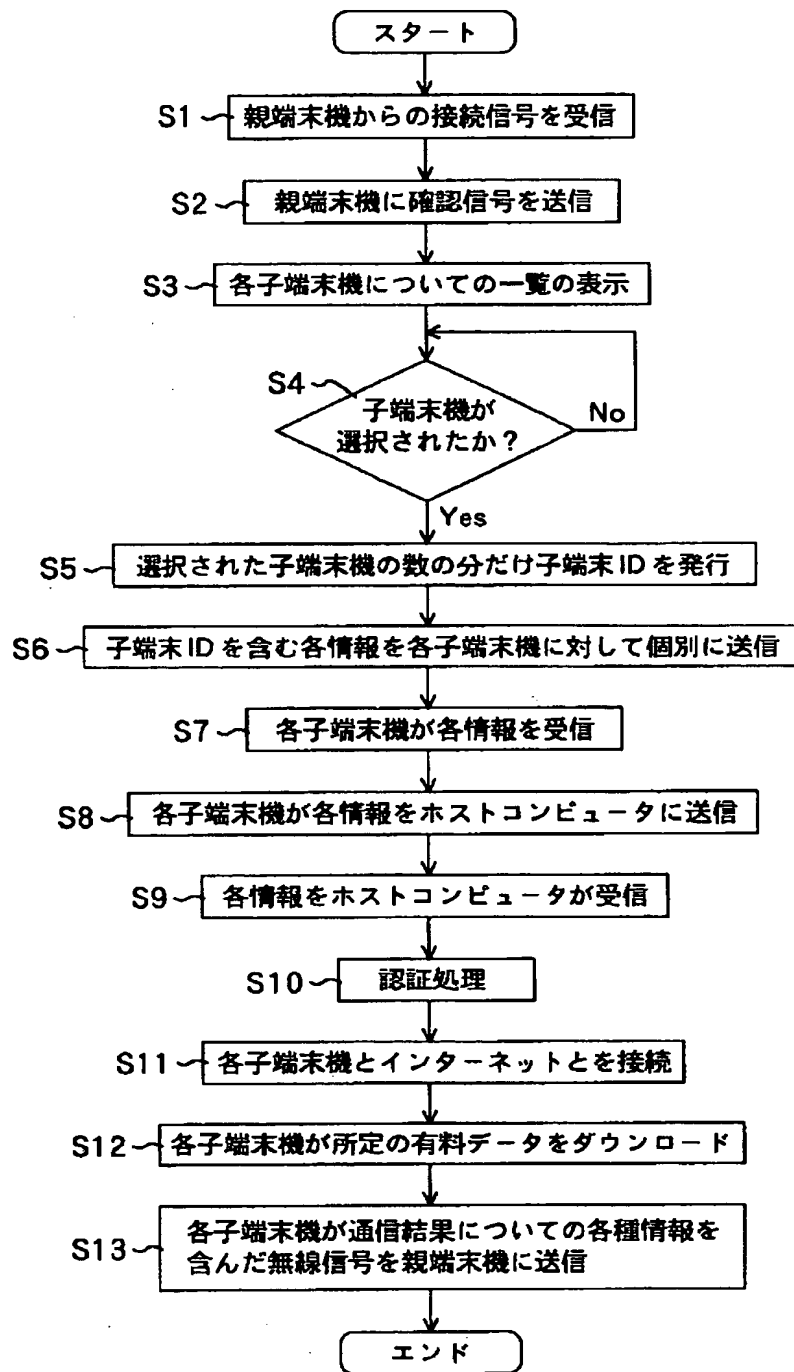 スタート
S1 親端末機からの接続信号を受信
S2 親端末機に確認信号を送信
S3 各子端末機についての一覧の表示
S4
子端末機が
選択されたか?
No
Yes
S5 選択された子端末機の数の分だけ子端末IDを発行
S6 子端末IDを含む各情報を各子端末機に対して個別に送信
S7 各子端末機が各情報を受信
S8 各子端末機が各情報をホストコンピュータに送信
S9 各情報をホストコンピュータが受信
S10 認証処理
S11 各子端末機とインターネットとを接続
S12 各子端末機が所定の有料データをダウンロード
S13 各子端末機が通信結果についての各種情報を
含んだ無線信号を親端末機に送信
エンド